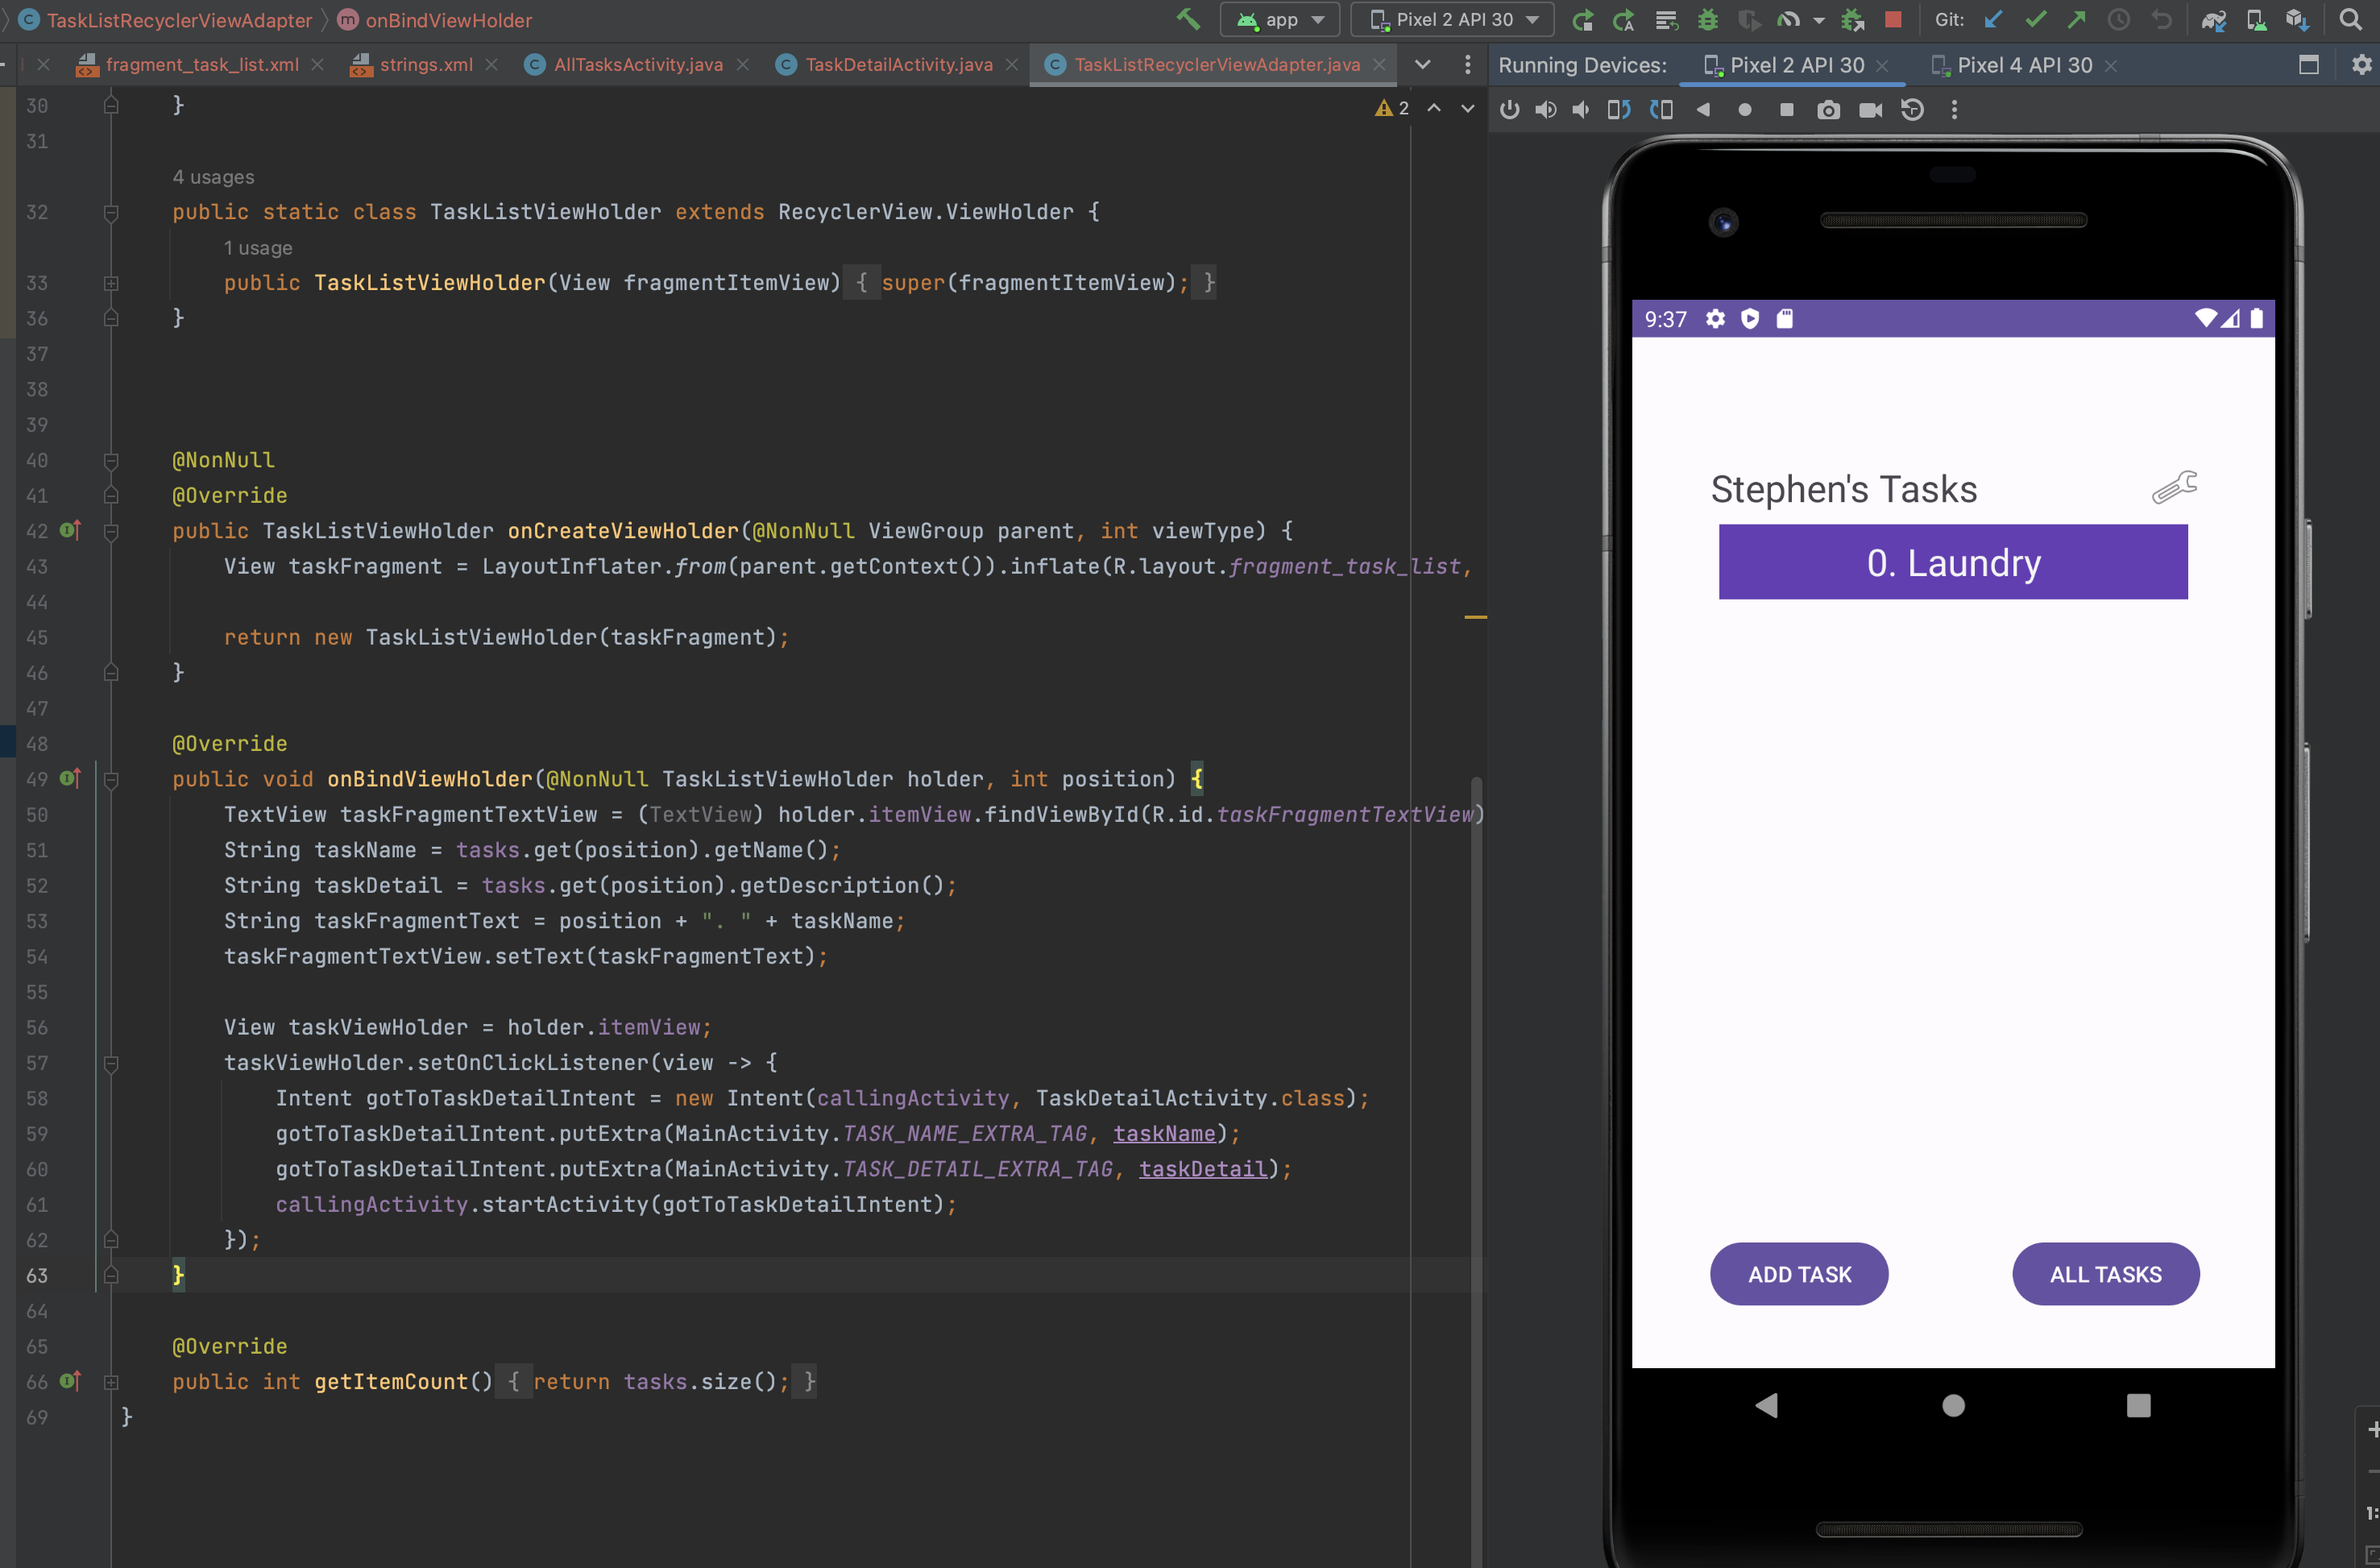 TaskListRecyclerViewAdapter
m onBindViewHolder
app
Pixel 2 API 30
Git:
fragment_task_list.xml
strings.xml
C AllTasksActivity.java
C TaskDetailActivity.java
C TaskListRecyclerViewAdapter.java
Running Devices:
Pixel 2 API 30
Pixel 4 API 30
2
30 }
31
4 usages
32 public static class TaskListViewHolder extends RecyclerView.ViewHolder {
1 usage
33 public TaskListViewHolder(View fragmentItemView) { super(fragmentItemView); }
36 }
37
38
39
40 @NonNull
41 @Override
42 public TaskListViewHolder onCreateViewHolder(@NonNull ViewGroup parent, int viewType) {
43 View taskFragment = LayoutInflater.from(parent.getContext()).inflate(R.layout.fragment_task_list,
44
45 return new TaskListViewHolder(taskFragment);
46 }
47
48 @Override
49 public void onBindViewHolder(@NonNull TaskListViewHolder holder, int position) {
50 TextView taskFragmentTextView = (TextView) holder.itemView.findViewById(R.id.taskFragmentTextView)
51 String taskName = tasks.get(position).getName();
52 String taskDetail = tasks.get(position).getDescription();
53 String taskFragmentText = position + ". " + taskName;
54 taskFragmentTextView.setText(taskFragmentText);
55
56 View taskViewHolder = holder.itemView;
57 taskViewHolder.setOnClickListener(view -> {
58 Intent gotToTaskDetailIntent = new Intent(callingActivity, TaskDetailActivity.class);
59 gotToTaskDetailIntent.putExtra(MainActivity.TASK_NAME_EXTRA_TAG, taskName);
60 gotToTaskDetailIntent.putExtra(MainActivity.TASK_DETAIL_EXTRA_TAG, taskDetail);
61 callingActivity.startActivity(gotToTaskDetailIntent);
62 });
63 }
64
65 @Override
66 public int getItemCount() { return tasks.size(); }
69 }
9:37
Stephen's Tasks
0. Laundry
ADD TASK
ALL TASKS
1: